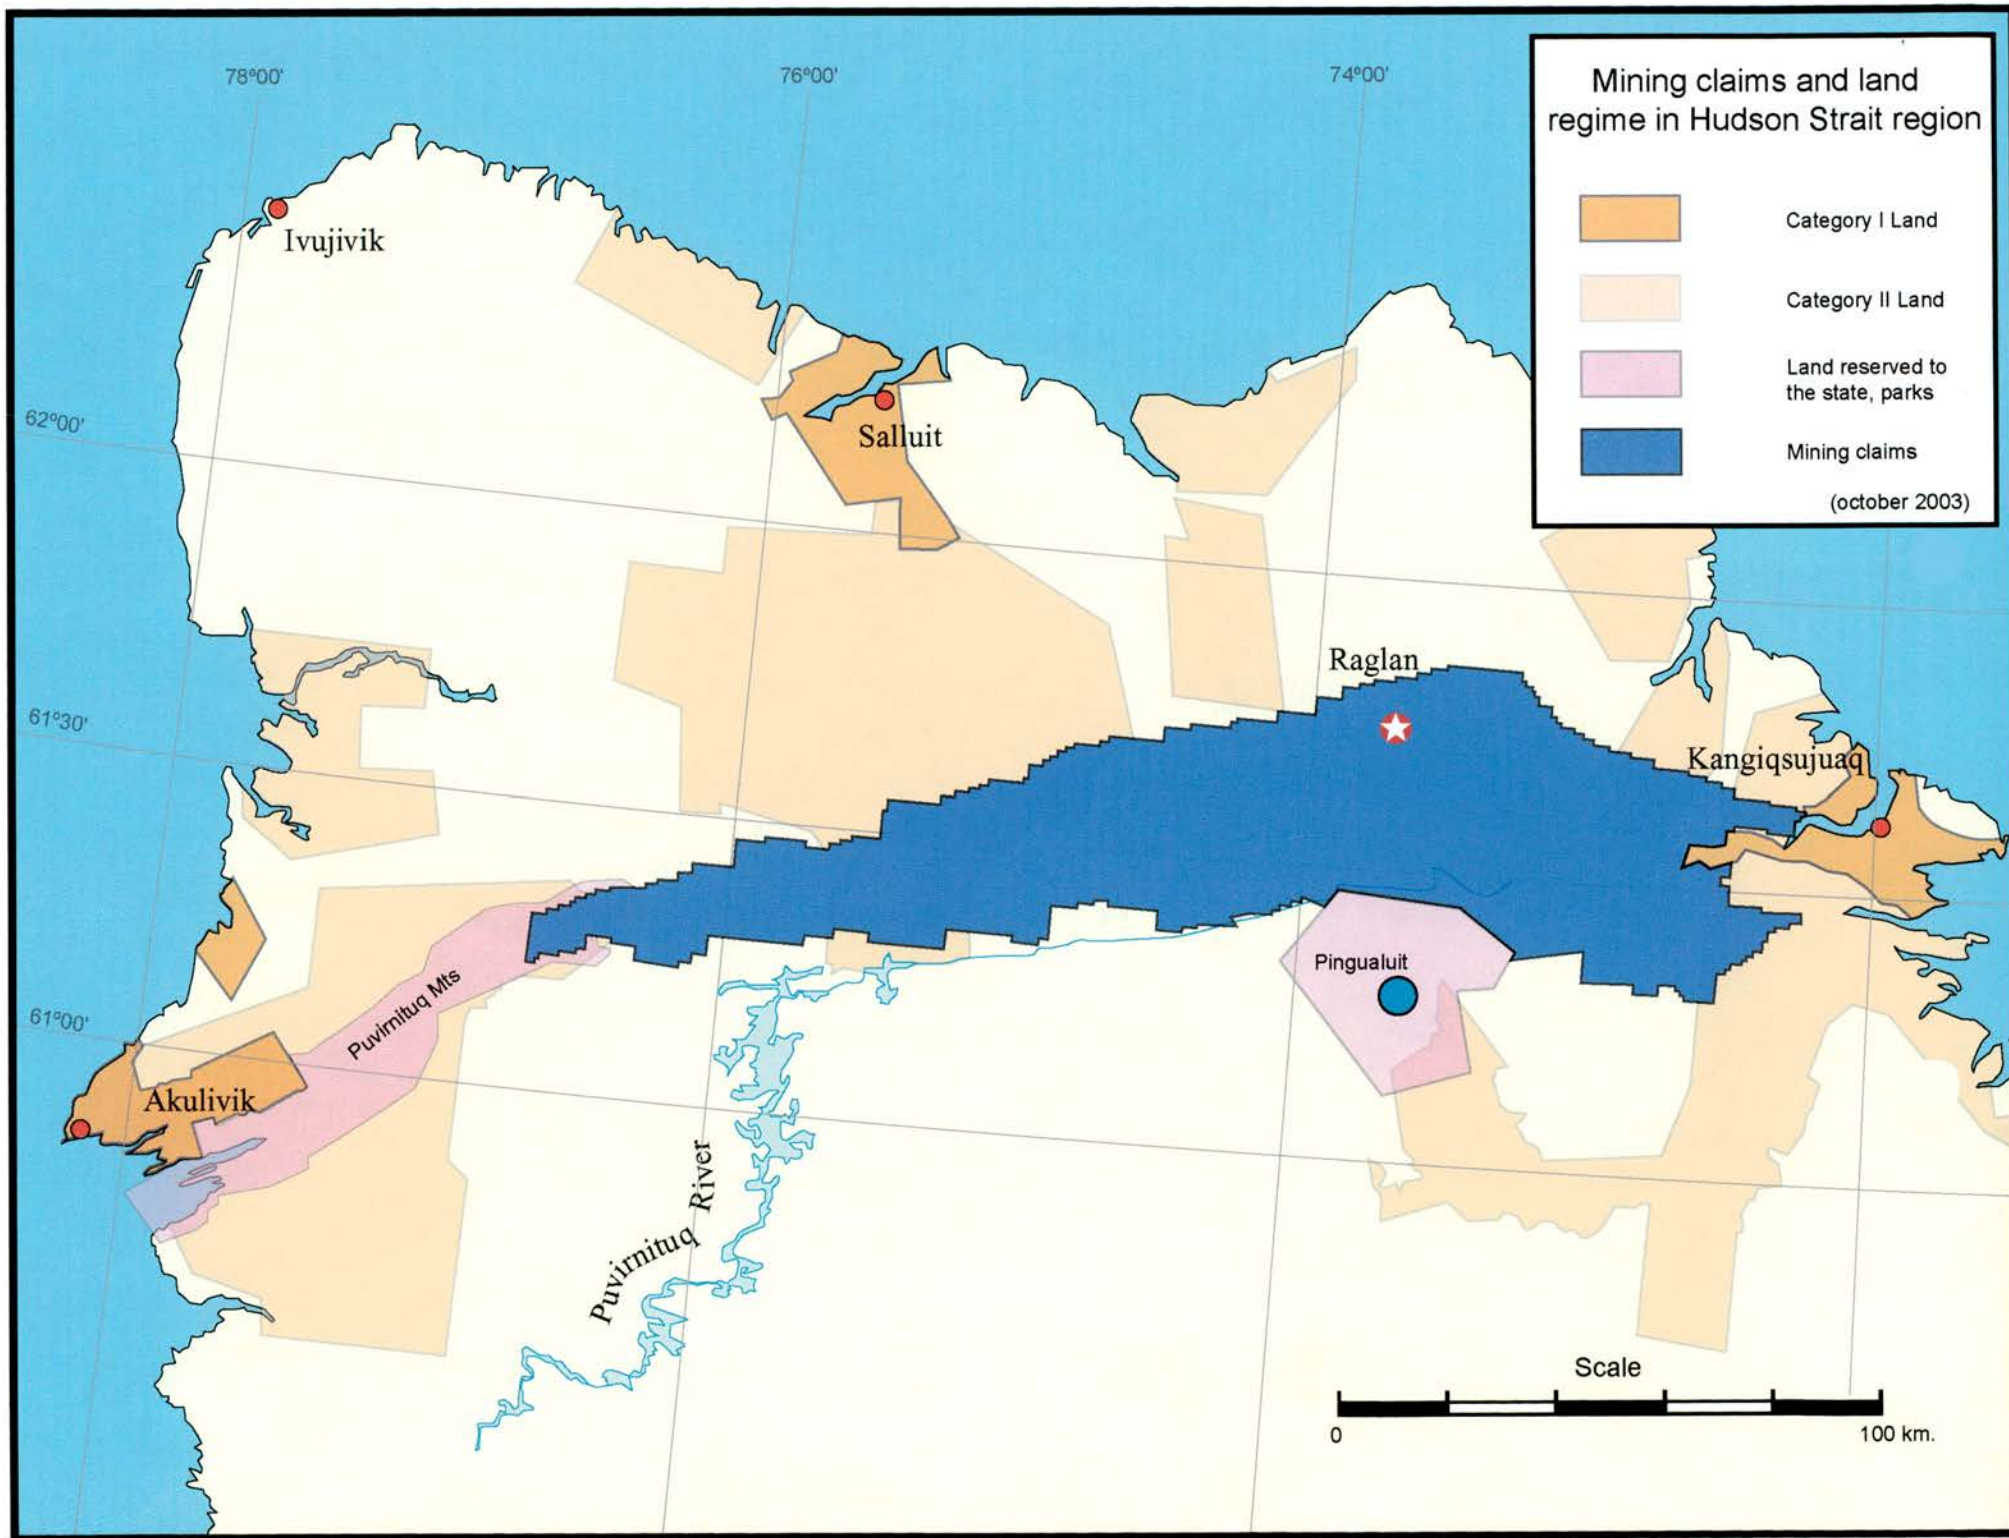 78°00'
76°00'
74°00'
Mining claims and land
regime in Hudson Strait region
Category I Land
Category II Land
Land reserved to
the state, parks
Mining claims
(october 2003)
Ivujivik
62°00'
Salluit
Raglan
61°30'
Kangiqsujuaq
Pingualuit
Puvirnituq Mts
61°00'
Akulivik
Puvirnituq River
Scale
0
100 km.